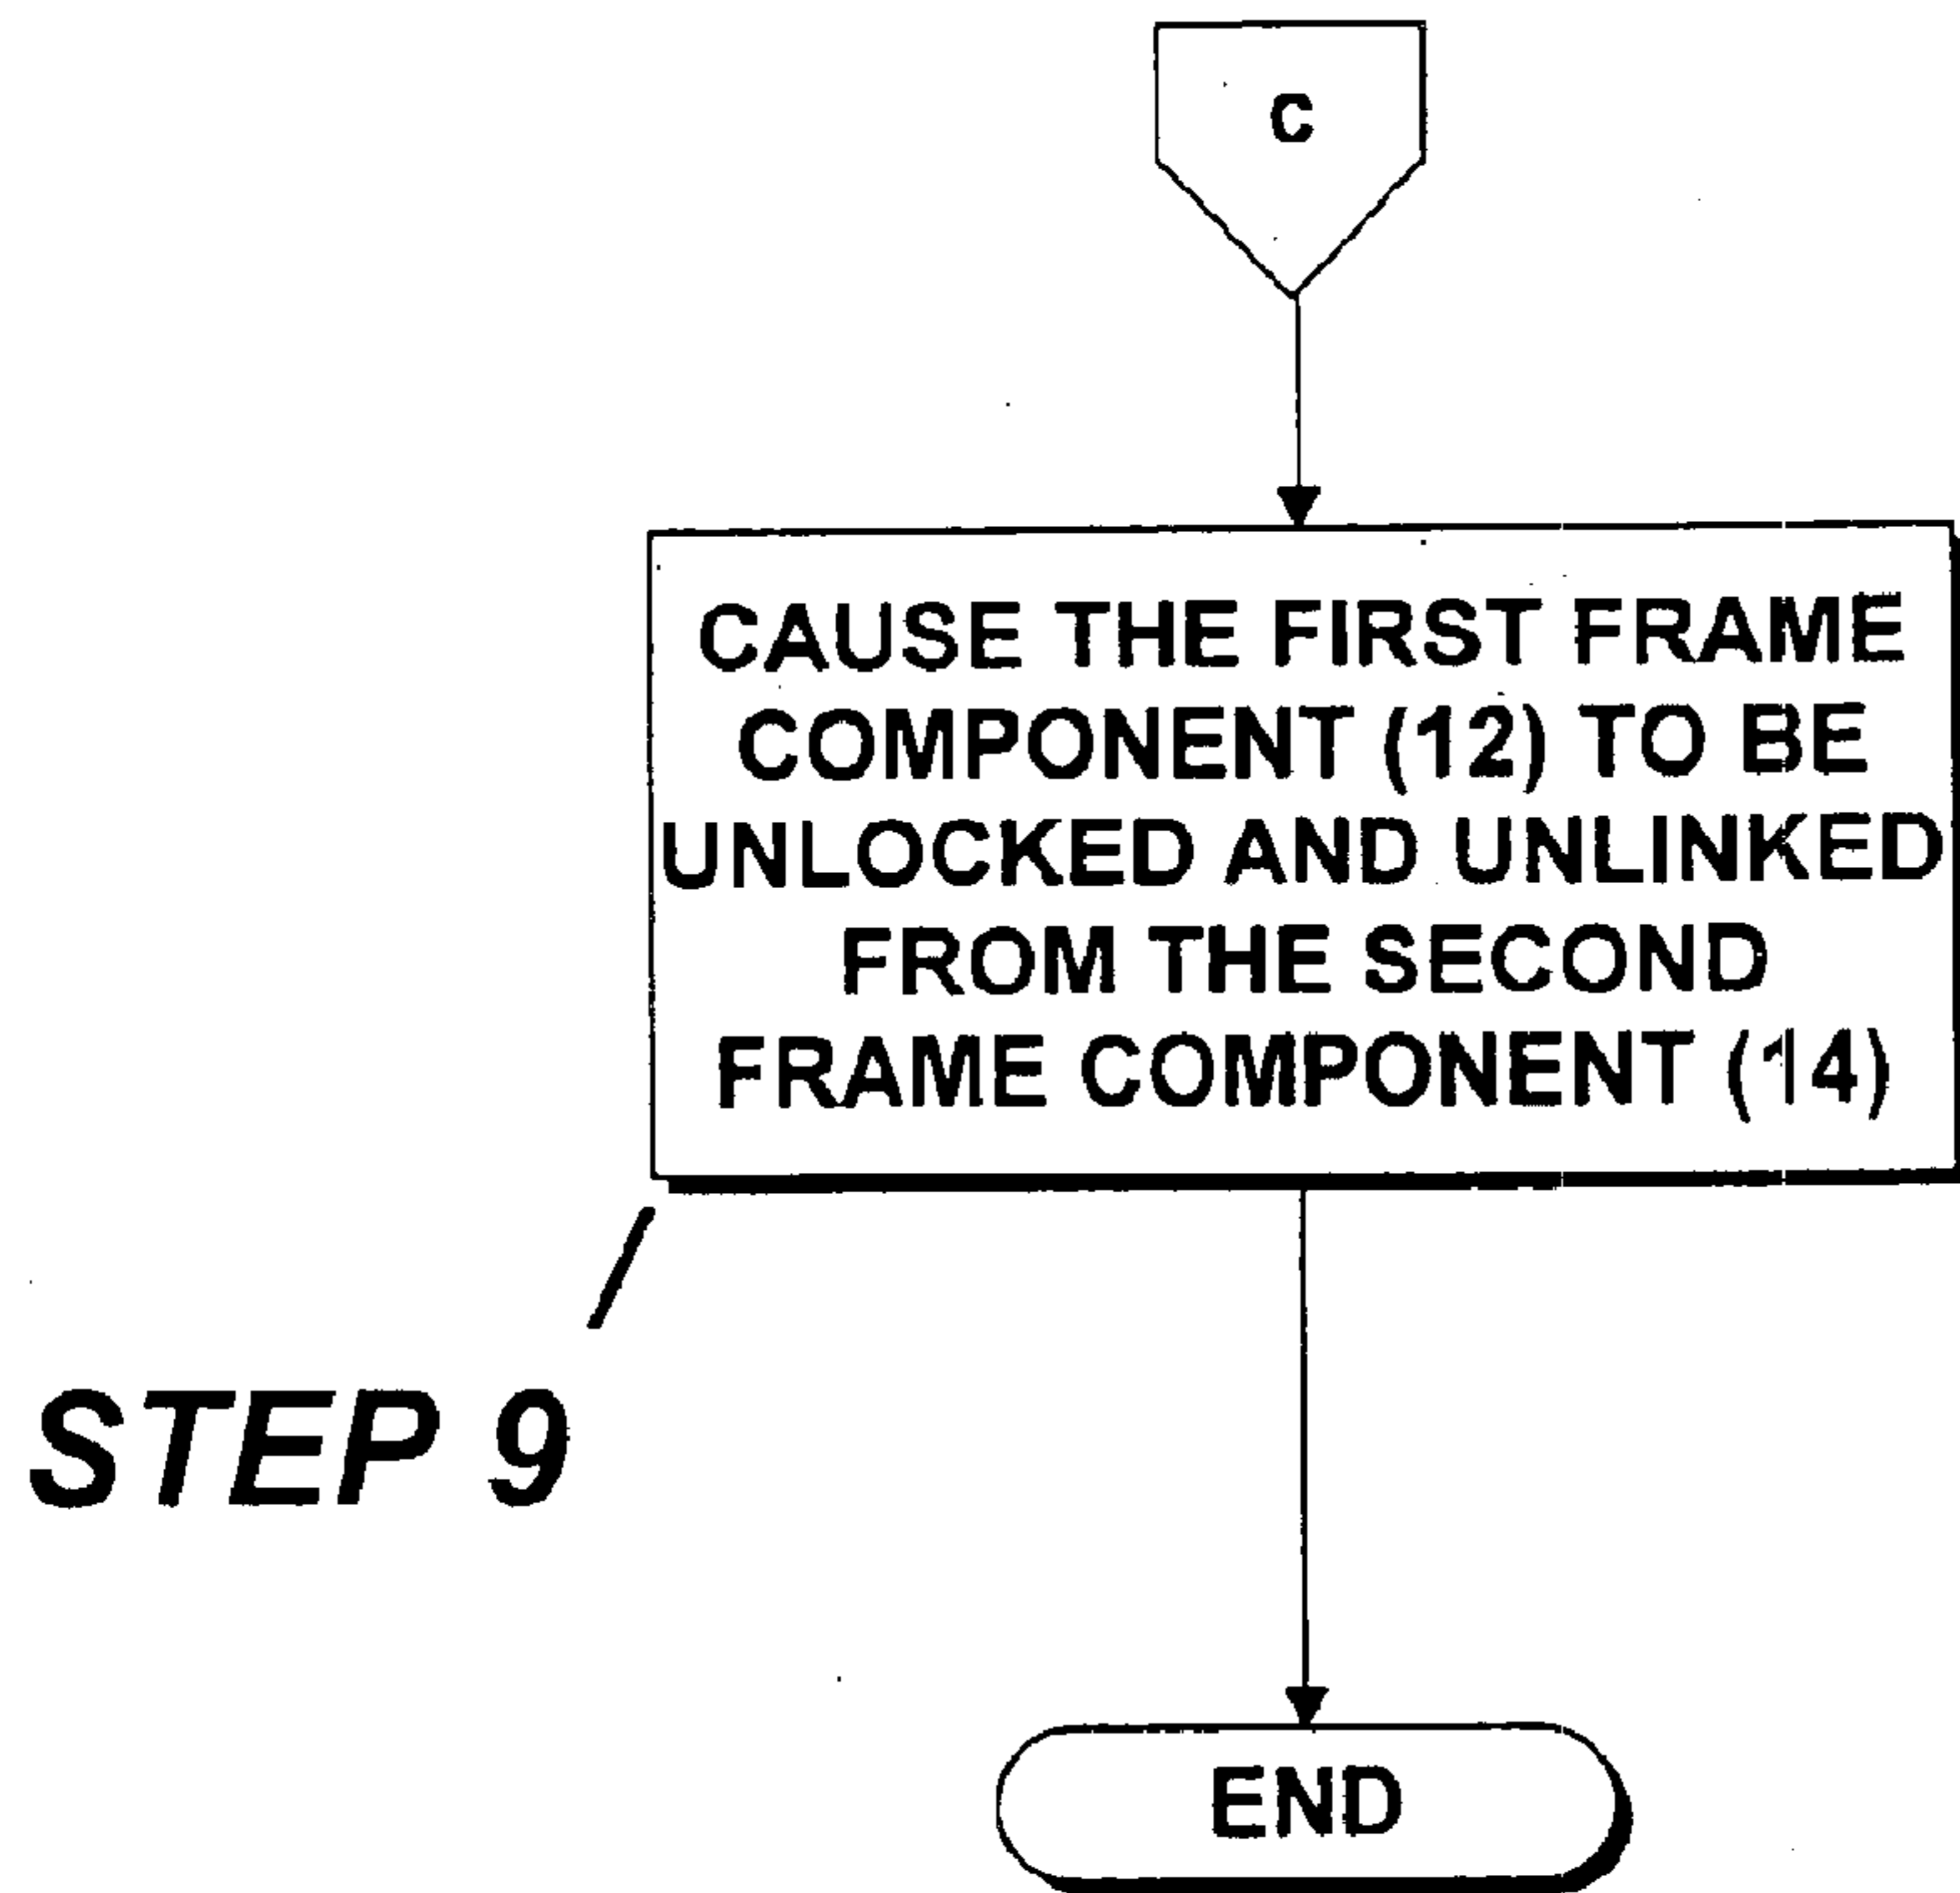 C
CAUSE THE FIRST FRAME
COMPONENT (12) TO BE
UNLOCKED AND UNLINKED
FROM THE SECOND
FRAME COMPONENT (14)
STEP 9
END